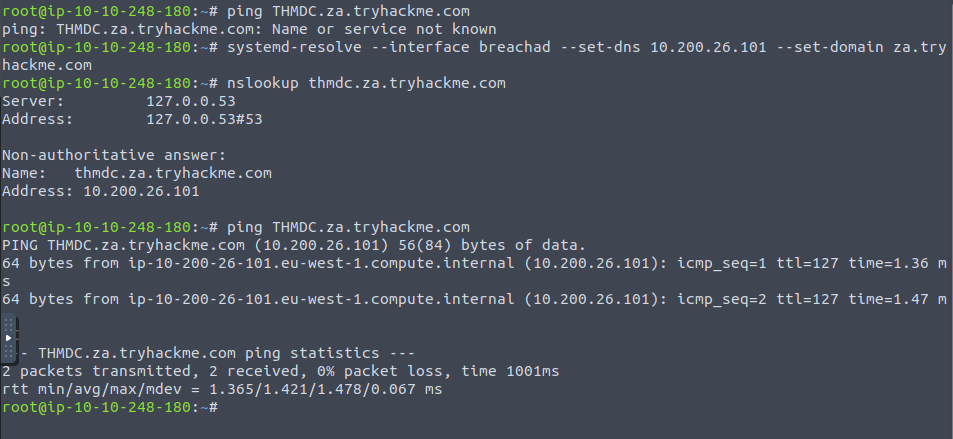 root@ip-10-10-248-180:~# ping THMDC.za.tryhackme.com
ping: THMDC.za.tryhackme.com: Name or service not known
root@ip-10-10-248-180:~# systemd-resolve --interface breachad --set-dns 10.200.26.101 --set-domain za.try
hackme.com
root@ip-10-10-248-180:~# nslookup thmdc.za.tryhackme.com
Server:         127.0.0.53
Address:        127.0.0.53#53

Non-authoritative answer:
Name:   thmdc.za.tryhackme.com
Address: 10.200.26.101

root@ip-10-10-248-180:~# ping THMDC.za.tryhackme.com
PING THMDC.za.tryhackme.com (10.200.26.101) 56(84) bytes of data.
64 bytes from ip-10-200-26-101.eu-west-1.compute.internal (10.200.26.101): icmp_seq=1 ttl=127 time=1.36 m
s
64 bytes from ip-10-200-26-101.eu-west-1.compute.internal (10.200.26.101): icmp_seq=2 ttl=127 time=1.47 m
- THMDC.za.tryhackme.com ping statistics ---
2 packets transmitted, 2 received, 0% packet loss, time 1001ms
rtt min/avg/max/mdev = 1.365/1.421/1.478/0.067 ms
root@ip-10-10-248-180:~#